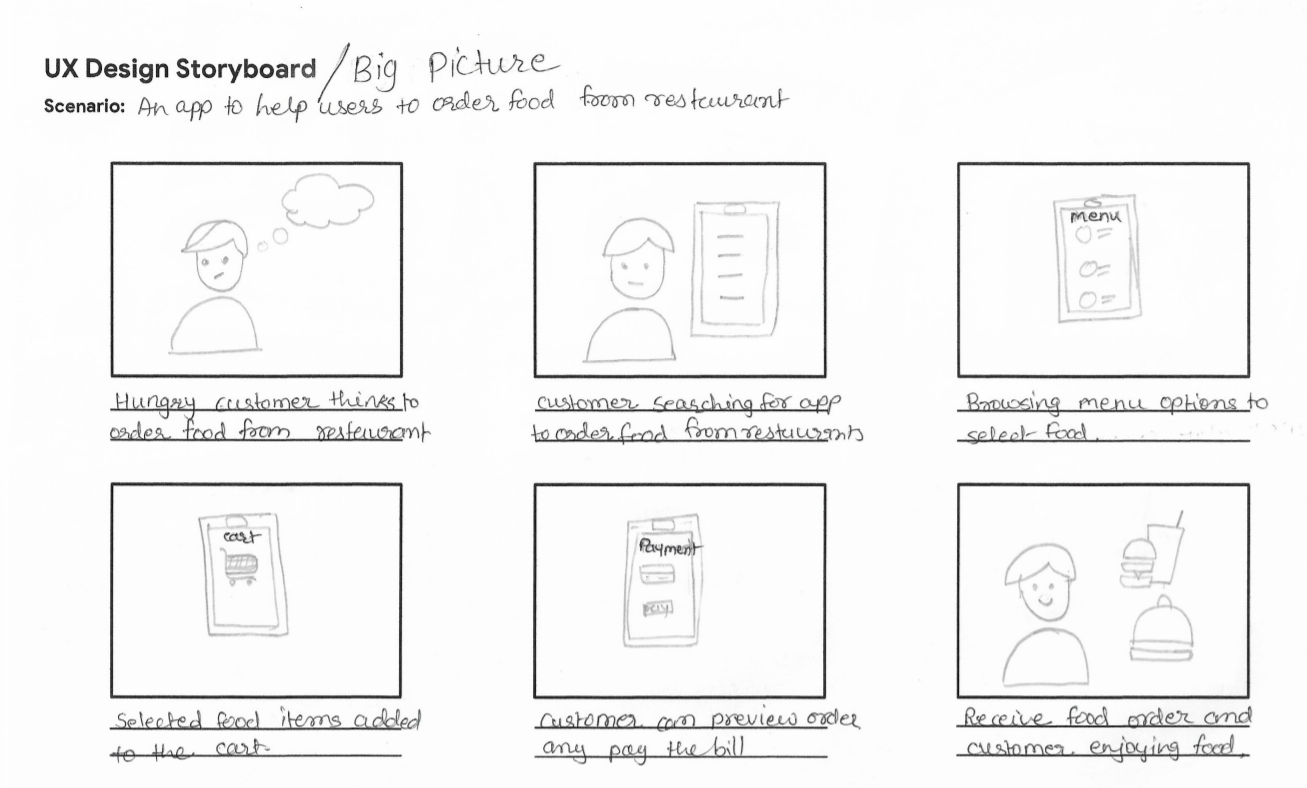 UX Design Storyboard / Big Picture
Scenario: An app to help users to order food from restaurant
menu
Hungry customer thinks to
order food from restaurant
customer searching for app
to order food from restaurants
Browsing menu options to
select food.
cart
Payment
pay
Selected food items added
to the cart
customer can preview order
any pay the bill
Receive food order and
customer enjoying food.